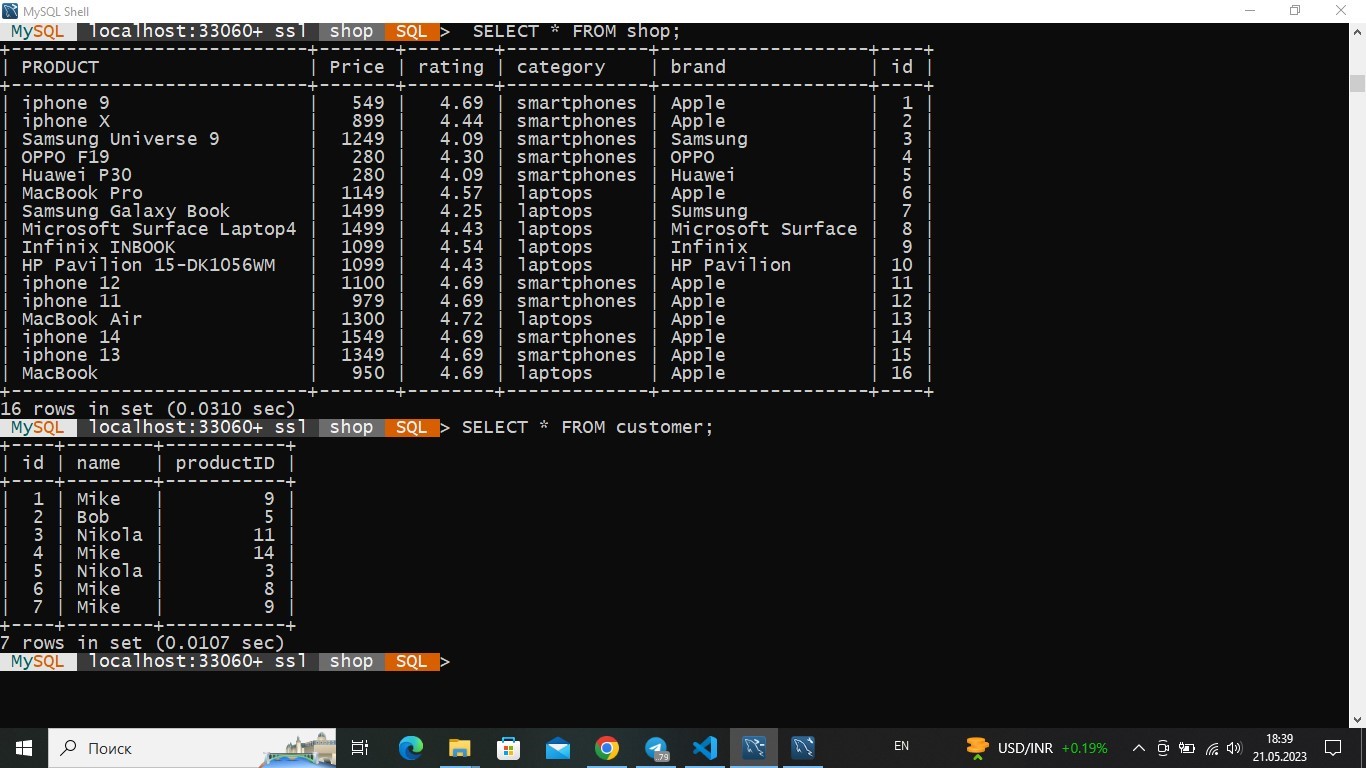 MySQL Shell
MySQL localhost:33060+ ssl shop SQL > SELECT * FROM shop;
+---------------------------+-------+--------+-------------+-------------------+----+
| PRODUCT                   | Price | rating | category    | brand             | id |
+---------------------------+-------+--------+-------------+-------------------+----+
| iphone 9                  |   549 |   4.69 | smartphones | Apple             |  1 |
| iphone X                  |   899 |   4.44 | smartphones | Apple             |  2 |
| Samsung Universe 9        |  1249 |   4.09 | smartphones | Samsung           |  3 |
| OPPO F19                  |   280 |   4.30 | smartphones | OPPO              |  4 |
| Huawei P30                |   280 |   4.09 | smartphones | Huawei            |  5 |
| MacBook Pro               |  1149 |   4.57 | laptops     | Apple             |  6 |
| Samsung Galaxy Book       |  1499 |   4.25 | laptops     | Sumsung           |  7 |
| Microsoft Surface Laptop4 |  1499 |   4.43 | laptops     | Microsoft Surface |  8 |
| Infinix INBOOK            |  1099 |   4.54 | laptops     | Infinix           |  9 |
| HP Pavilion 15-DK1056WM   |  1099 |   4.43 | laptops     | HP Pavilion       | 10 |
| iphone 12                 |  1100 |   4.69 | smartphones | Apple             | 11 |
| iphone 11                 |   979 |   4.69 | smartphones | Apple             | 12 |
| MacBook Air               |  1300 |   4.72 | laptops     | Apple             | 13 |
| iphone 14                 |  1549 |   4.69 | smartphones | Apple             | 14 |
| iphone 13                 |  1349 |   4.69 | smartphones | Apple             | 15 |
| MacBook                   |   950 |   4.69 | laptops     | Apple             | 16 |
+---------------------------+-------+--------+-------------+-------------------+----+
16 rows in set (0.0310 sec)
MySQL localhost:33060+ ssl shop SQL > SELECT * FROM customer;
+----+--------+-----------+
| id | name   | productID |
+----+--------+-----------+
|  1 | Mike   |         9 |
|  2 | Bob    |         5 |
|  3 | Nikola |        11 |
|  4 | Mike   |        14 |
|  5 | Nikola |         3 |
|  6 | Mike   |         8 |
|  7 | Mike   |         9 |
+----+--------+-----------+
7 rows in set (0.0107 sec)
MySQL localhost:33060+ ssl shop SQL >
Поиск
79
EN
USD/INR +0.19%
18:39
21.05.2023